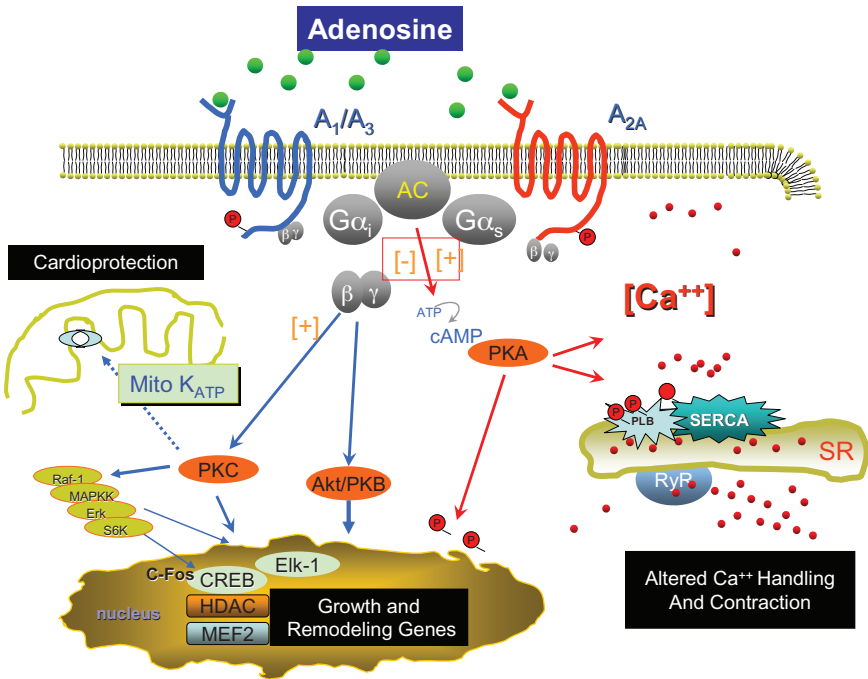 Adenosine
A₁/A₃
A₂A
AC
Gαᵢ
Gαₛ
P
β γ
P
β γ
[-] [+]
Cardioprotection
β γ
[+]
ATP
cAMP
[Ca⁺⁺]
PKA
Mito K_ATP
P
P
PLB
SERCA
SR
RyR
PKC
Akt/PKB
Raf-1
MAPKK
Erk
S6K
P
P
C-Fos
CREB
Elk-1
nucleus
HDAC
MEF2
Growth and
Remodeling Genes
Altered Ca⁺⁺ Handling
And Contraction